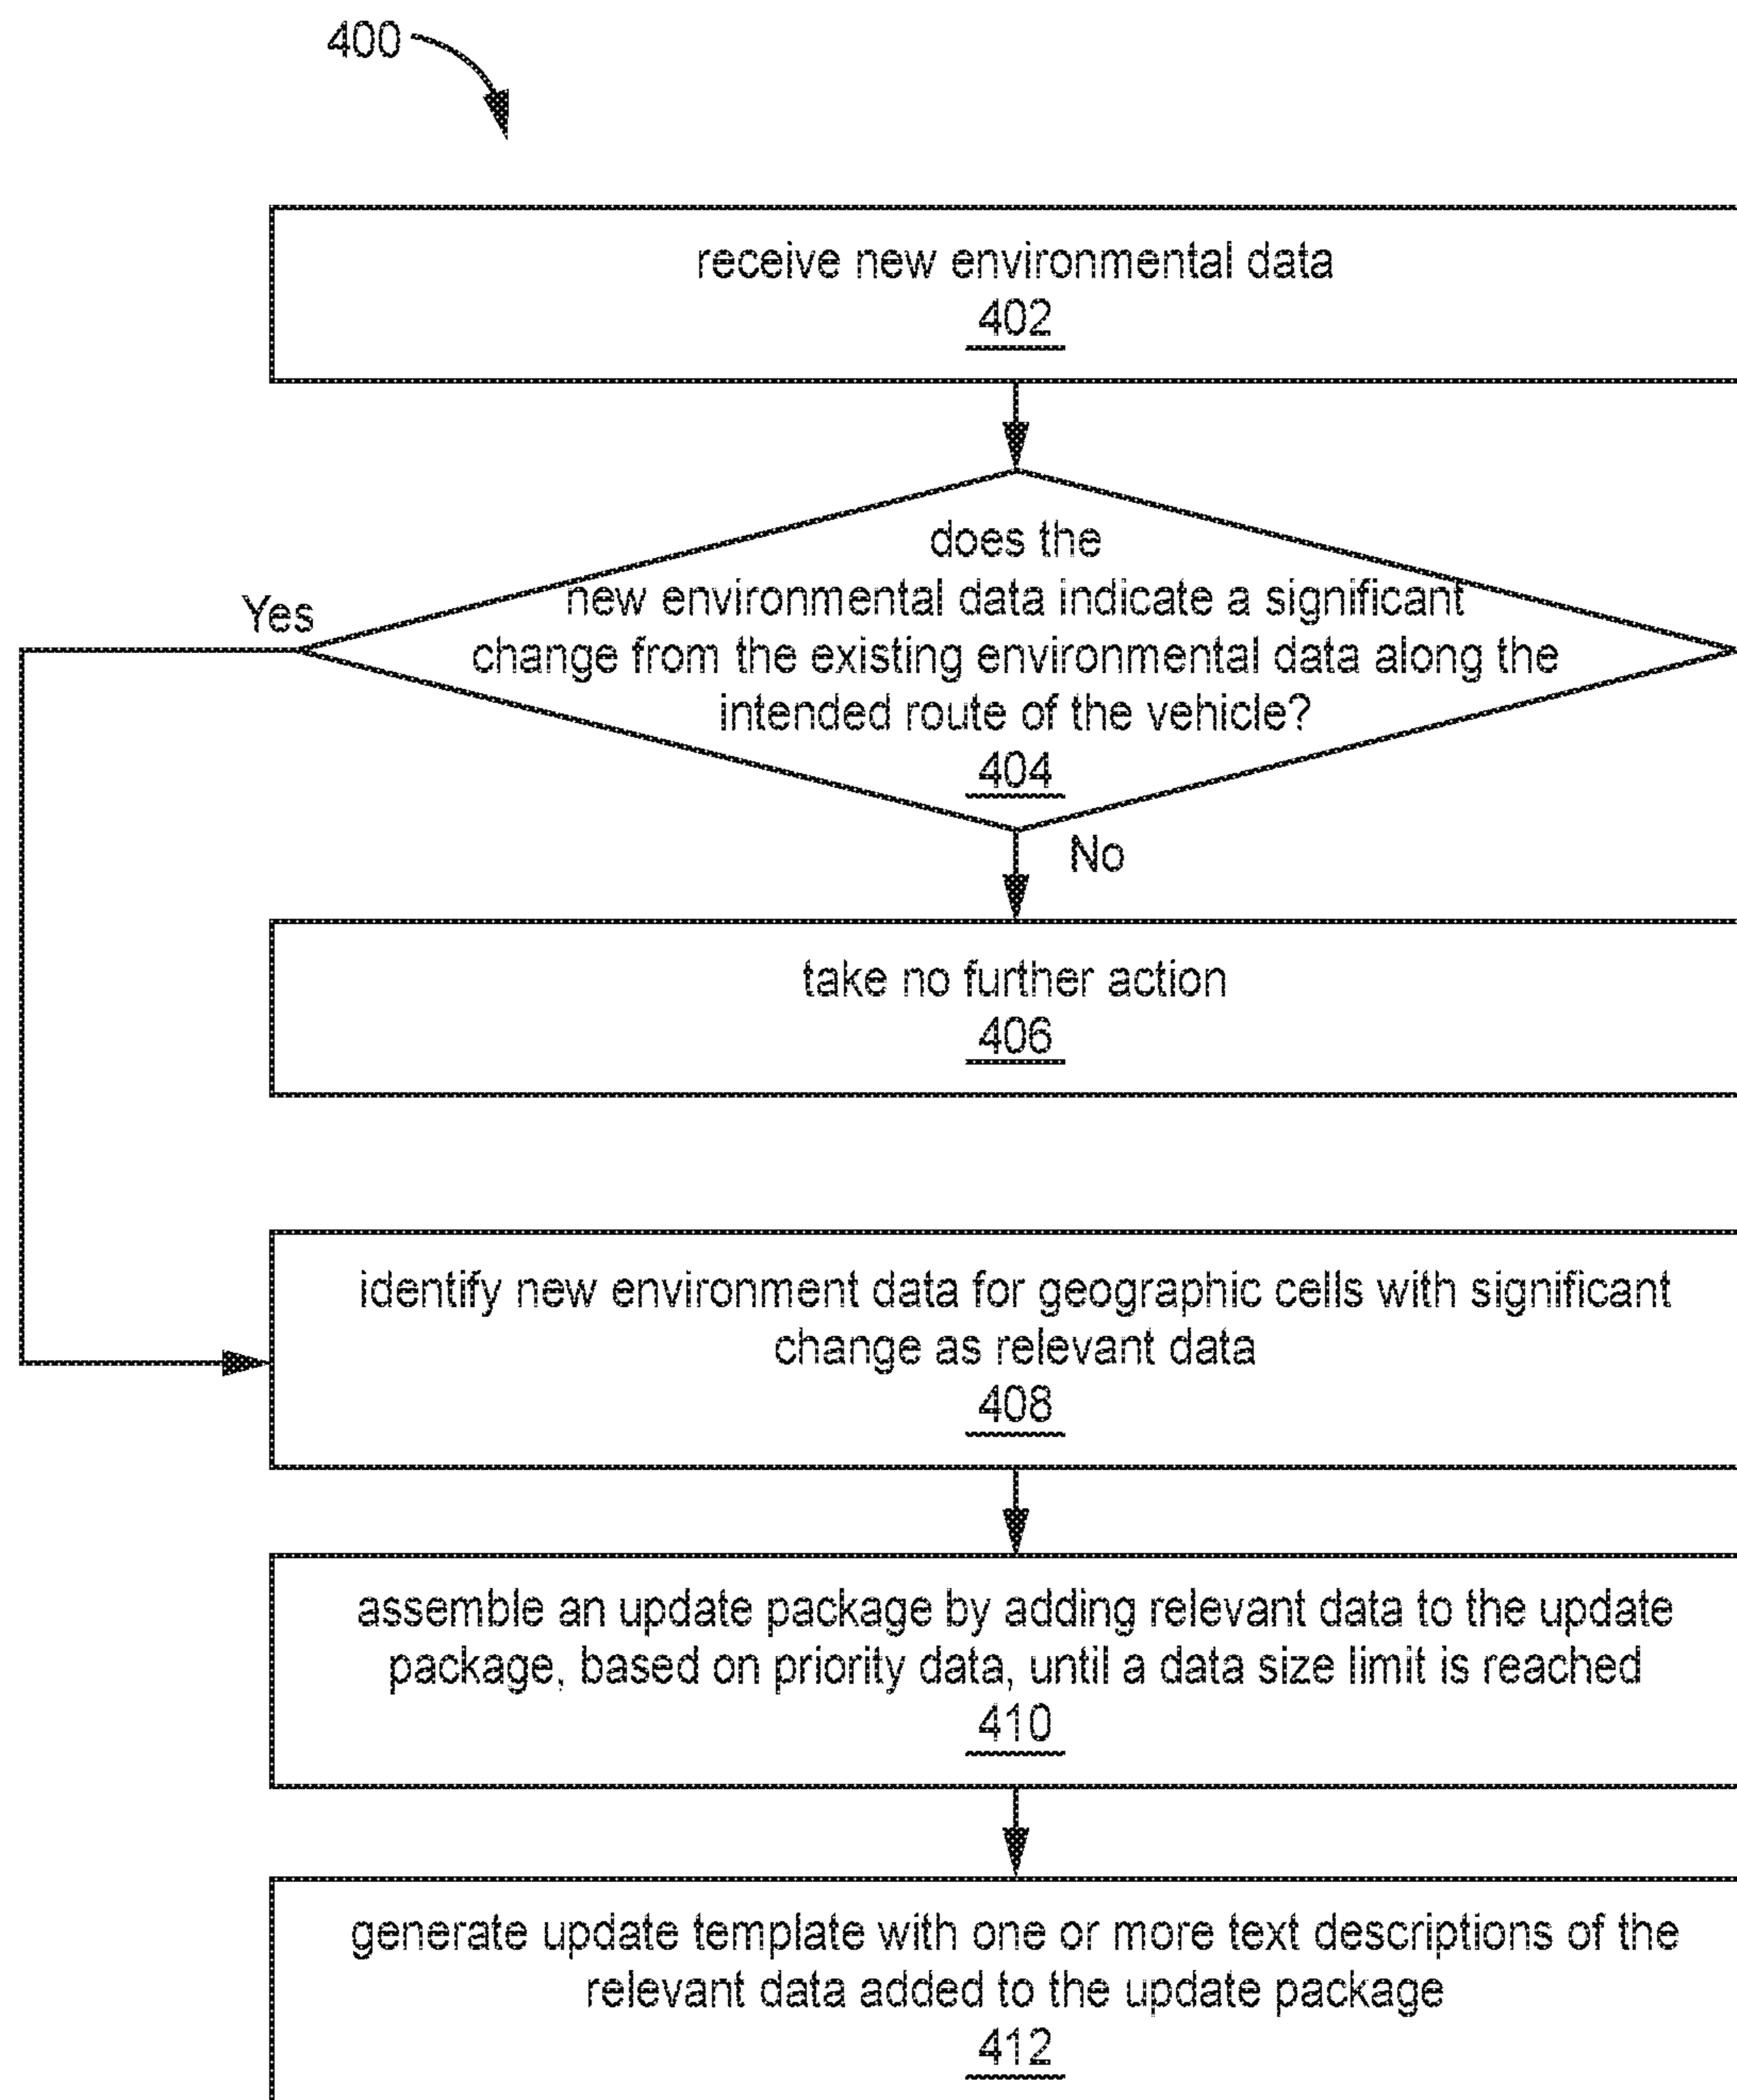 400
receive new environmental data
402
does the
new environmental data indicate a significant
change from the existing environmental data along the
intended route of the vehicle?
404
Yes
No
take no further action
406
identify new environment data for geographic cells with significant
change as relevant data
408
assemble an update package by adding relevant data to the update
package, based on priority data, until a data size limit is reached
410
generate update template with one or more text descriptions of the
relevant data added to the update package
412